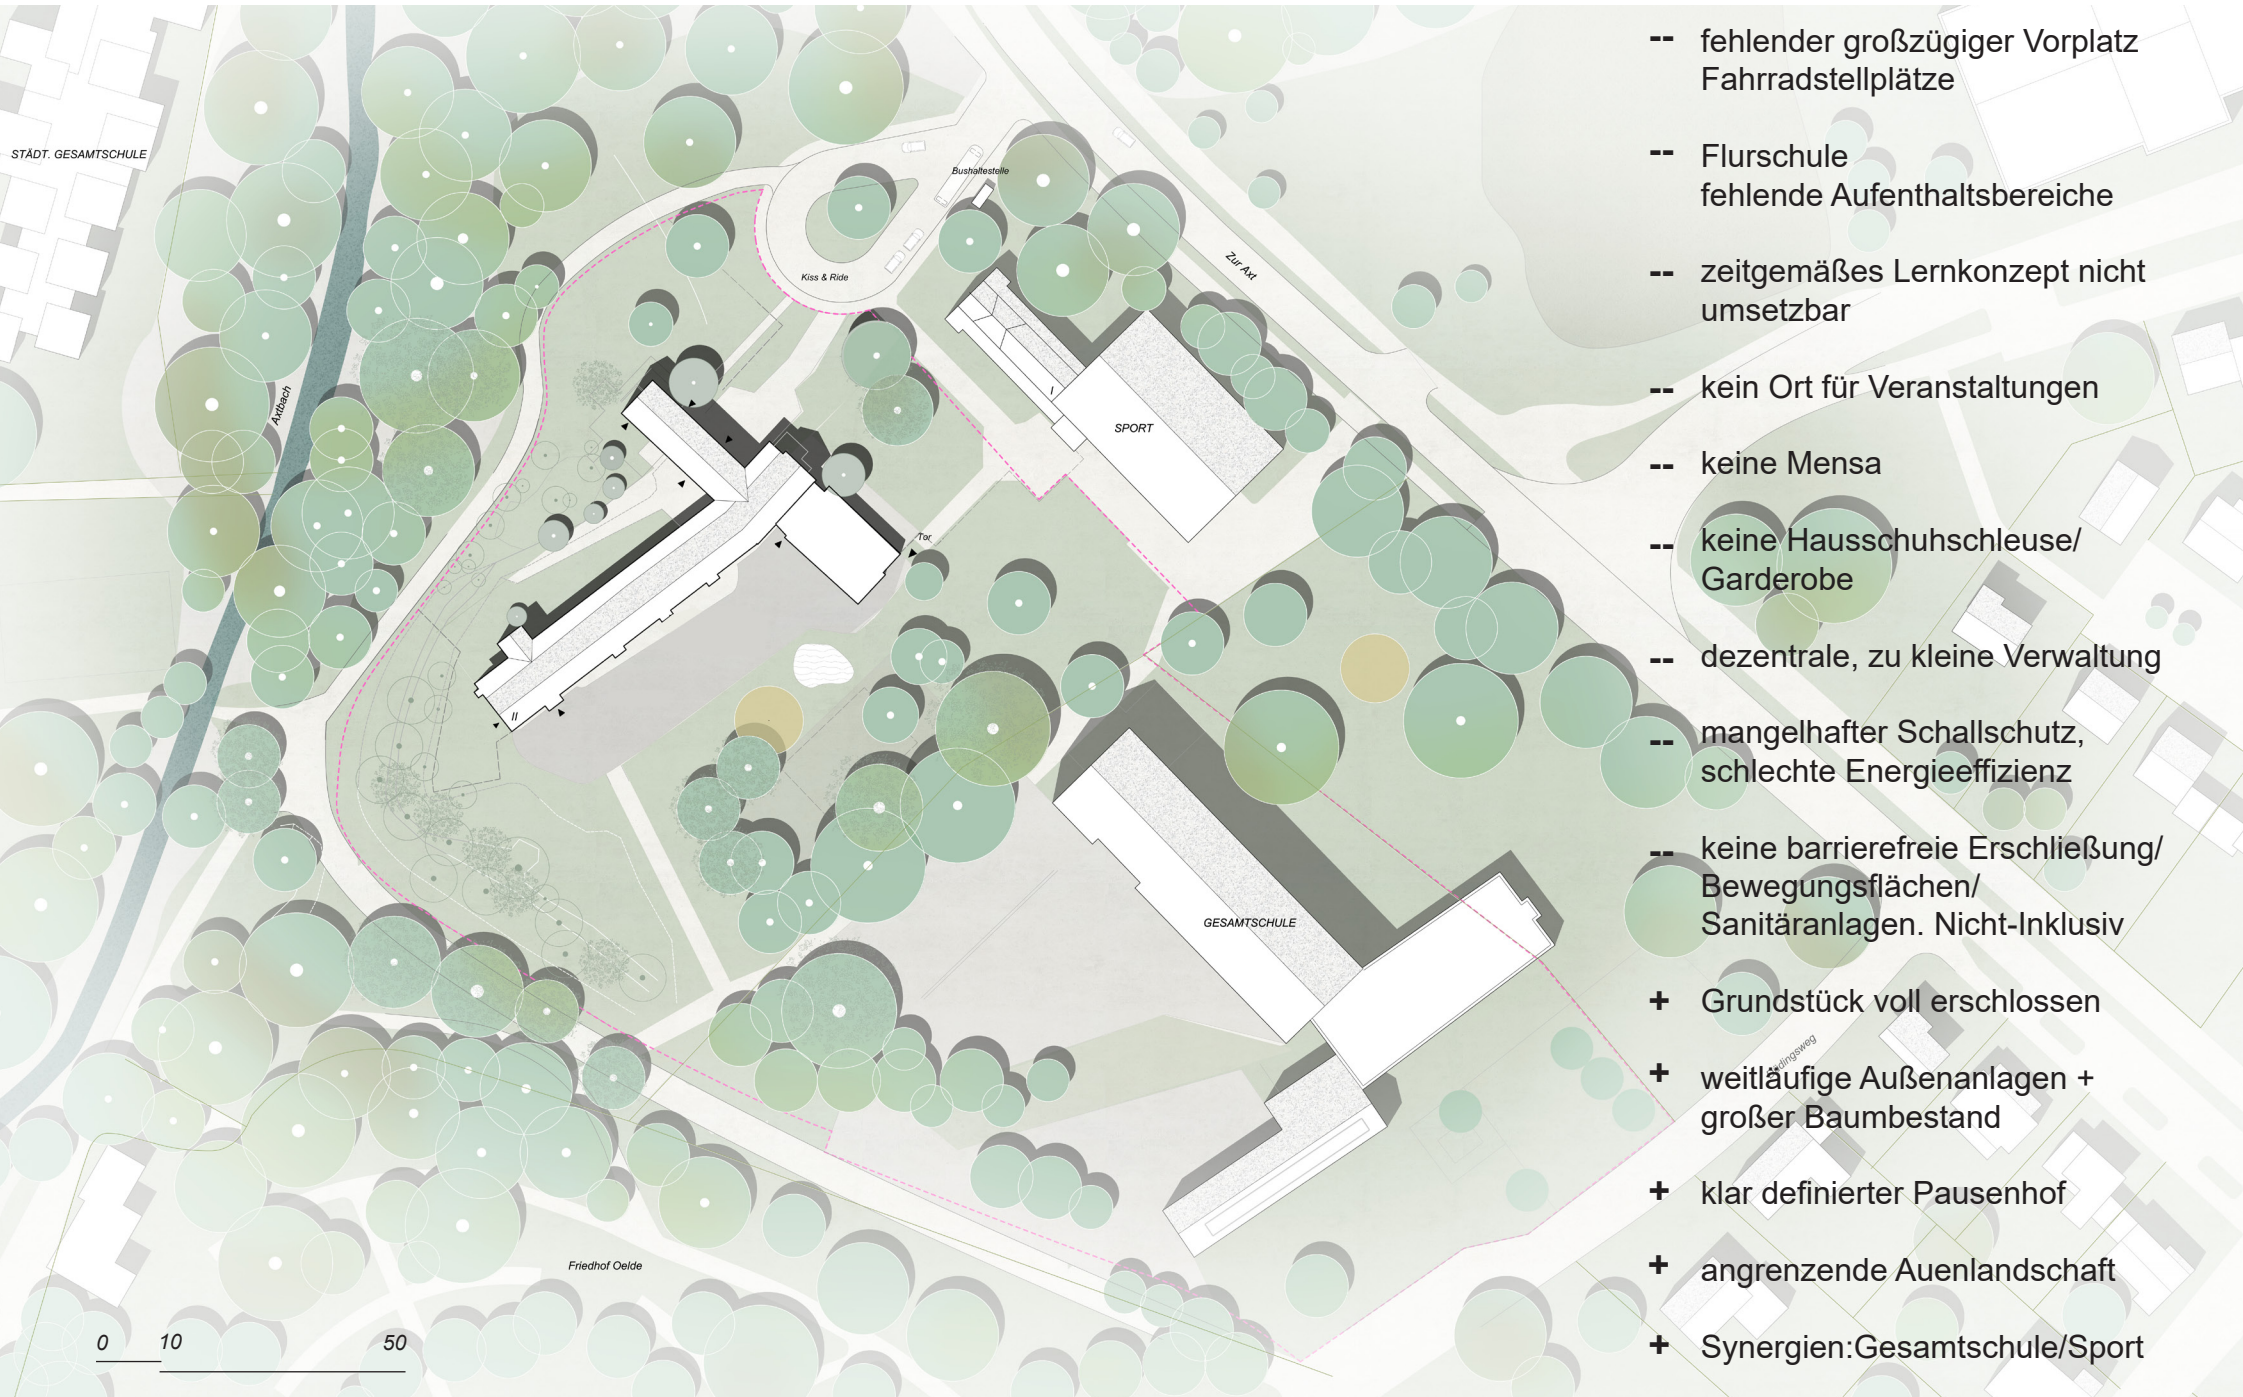 STÄDT. GESAMTSCHULE
Axtbach
Bushaltestelle
Kiss & Ride
Zur Axt
I
SPORT
Tor
II
GESAMTSCHULE
Friedhof Oelde
0 10 50
-- fehlender großzügiger Vorplatz
Fahrradstellplätze
-- Flurschule
fehlende Aufenthaltsbereiche
-- zeitgemäßes Lernkonzept nicht
umsetzbar
-- kein Ort für Veranstaltungen
-- keine Mensa
-- keine Hausschuhschleuse/
Garderobe
-- dezentrale, zu kleine Verwaltung
-- mangelhafter Schallschutz,
schlechte Energieeffizienz
-- keine barrierefreie Erschließung/
Bewegungsflächen/
Sanitäranlagen. Nicht-Inklusiv
+ Grundstück voll erschlossen
+ weitläufige Außenanlagen +
großer Baumbestand
+ klar definierter Pausenhof
+ angrenzende Auenlandschaft
+ Synergien:Gesamtschule/Sport